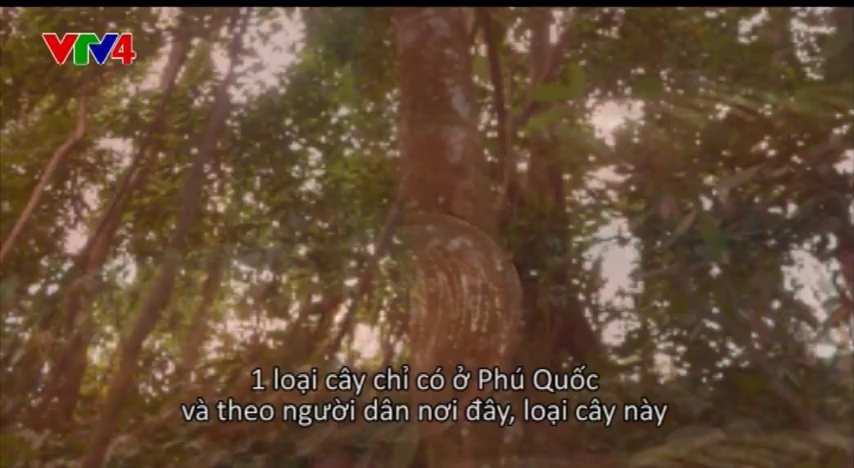 VTV4
1 loại cây chỉ có ở Phú Quốc
và theo người dân nơi đây, loại cây này